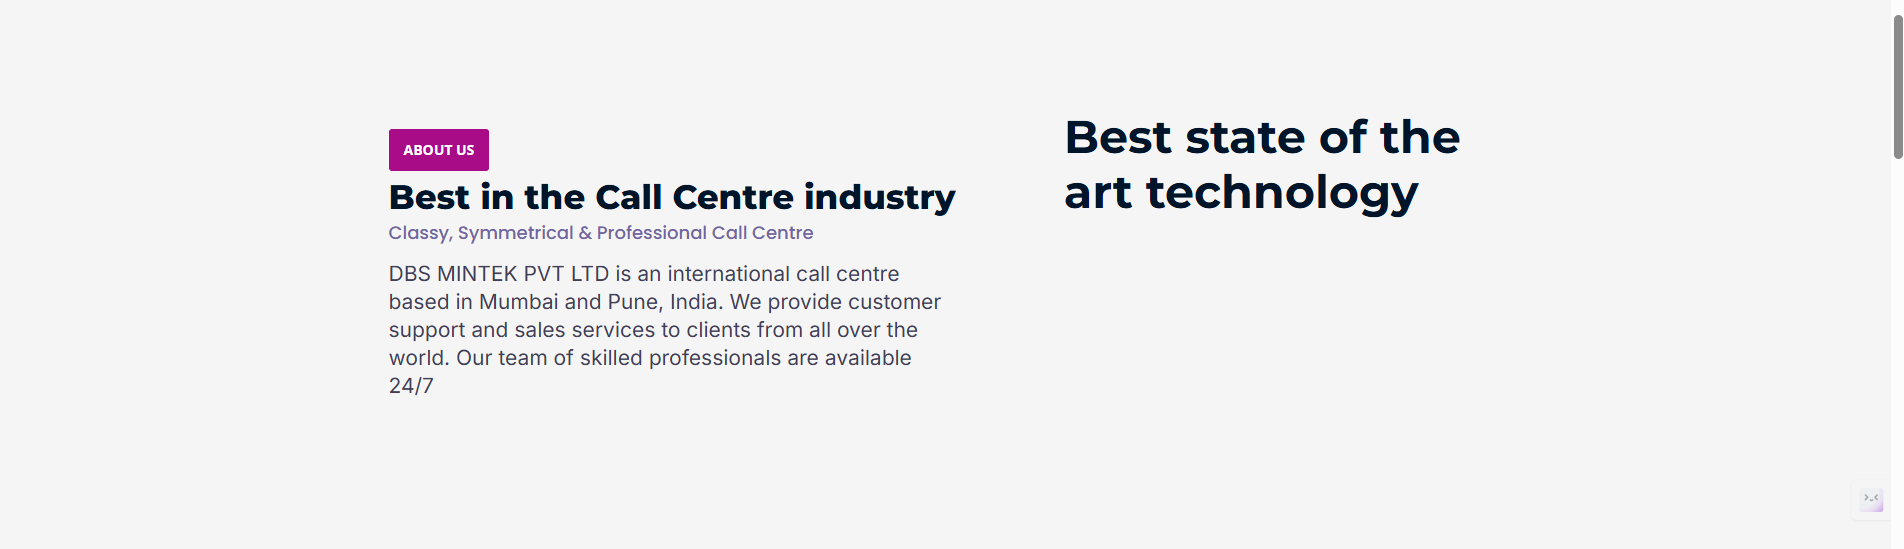 ABOUT US
Best in the Call Centre industry
Classy, Symmetrical & Professional Call Centre
DBS MINTEK PVT LTD is an international call centre
based in Mumbai and Pune, India. We provide customer
support and sales services to clients from all over the
world. Our team of skilled professionals are available
24/7
Best state of the
art technology